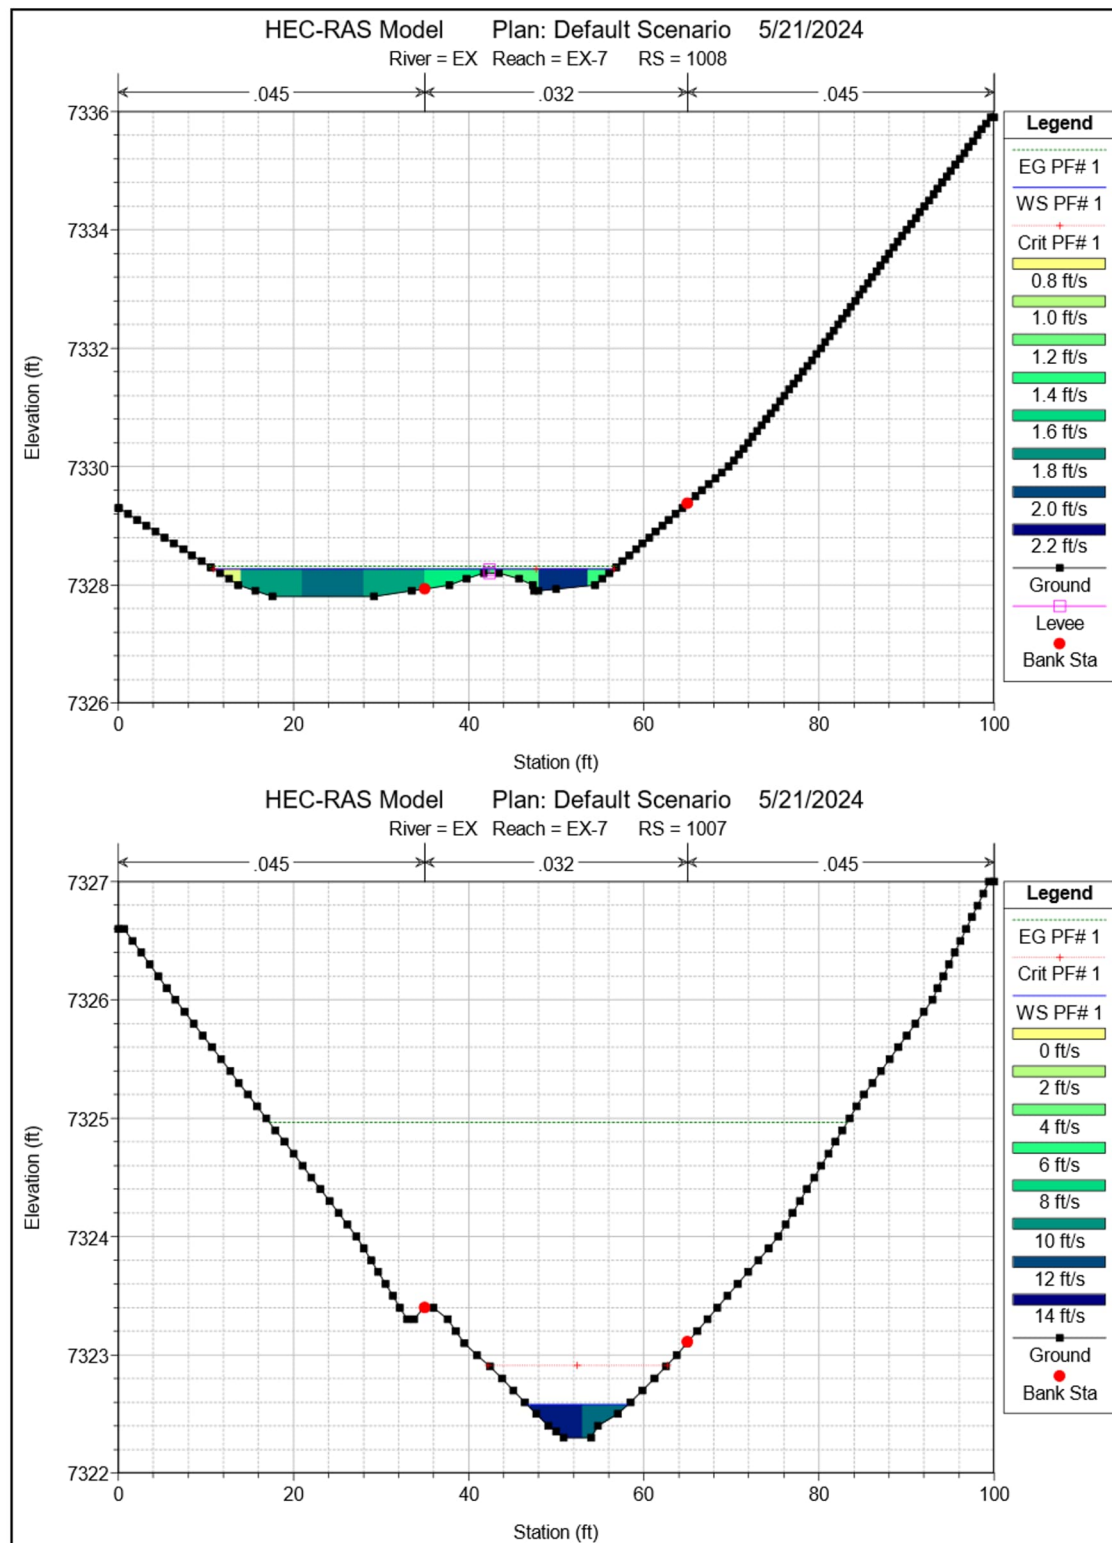 HEC-RAS Model Plan: Default Scenario 5/21/2024
River = EX Reach = EX-7 RS = 1008
.045 .032 .045
7336
7334
7332
7330
7328
7326
Elevation (ft)
0 20 40 60 80 100
Station (ft)
Legend
EG PF# 1
WS PF# 1
Crit PF# 1
0.8 ft/s
1.0 ft/s
1.2 ft/s
1.4 ft/s
1.6 ft/s
1.8 ft/s
2.0 ft/s
2.2 ft/s
Ground
Levee
Bank Sta
HEC-RAS Model Plan: Default Scenario 5/21/2024
River = EX Reach = EX-7 RS = 1007
.045 .032 .045
7327
7326
7325
7324
7323
7322
Elevation (ft)
0 20 40 60 80 100
Station (ft)
Legend
EG PF# 1
Crit PF# 1
WS PF# 1
0 ft/s
2 ft/s
4 ft/s
6 ft/s
8 ft/s
10 ft/s
12 ft/s
14 ft/s
Ground
Bank Sta